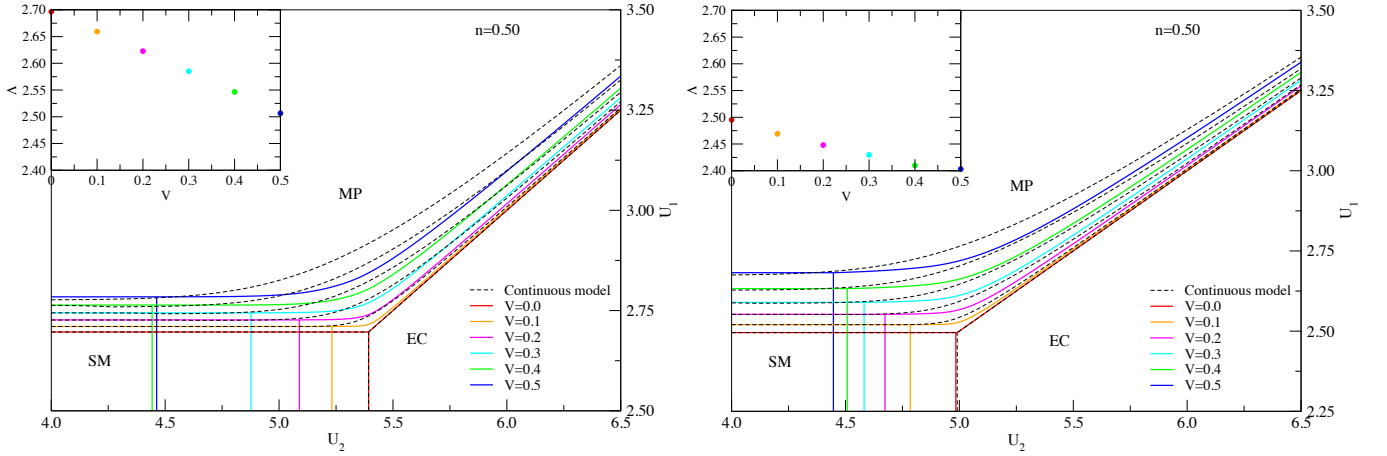 2.70
2.65
2.60
2.55
2.50
2.45
2.40
Λ
0 0.1 0.2 0.3 0.4 0.5
V
n=0.50
MP
SM
EC
Continuous model
V=0.0
V=0.1
V=0.2
V=0.3
V=0.4
V=0.5
3.50
3.25
3.00
2.75
2.50
U1
4.0 4.5 5.0 5.5 6.0 6.5
U2
2.70
2.65
2.60
2.55
2.50
2.45
2.40
Λ
0 0.1 0.2 0.3 0.4 0.5
V
n=0.50
MP
SM
EC
Continuous model
V=0.0
V=0.1
V=0.2
V=0.3
V=0.4
V=0.5
3.50
3.25
3.00
2.75
2.50
2.25
U1
4.0 4.5 5.0 5.5 6.0 6.5
U2